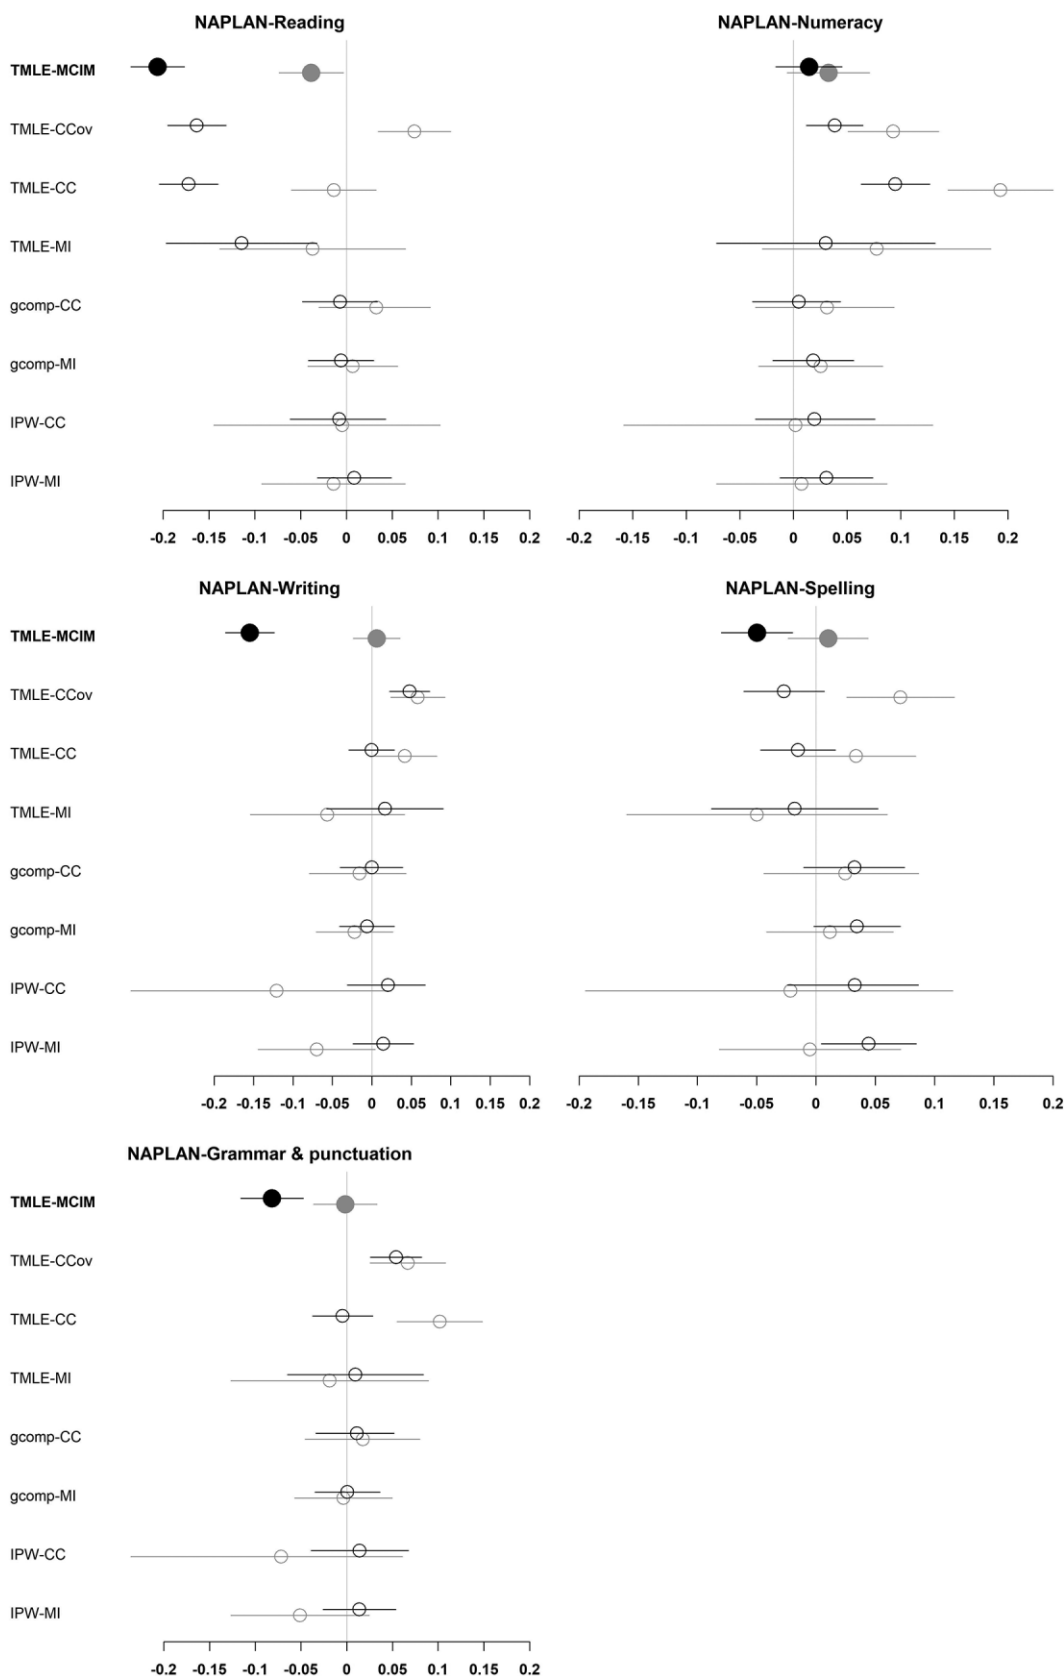 NAPLAN-Reading
TMLE-MCIM
TMLE-CCov
TMLE-CC
TMLE-MI
gcomp-CC
gcomp-MI
IPW-CC
IPW-MI
-0.2 -0.15 -0.1 -0.05 0 0.05 0.1 0.15 0.2
NAPLAN-Numeracy
-0.2 -0.15 -0.1 -0.05 0 0.05 0.1 0.15 0.2
NAPLAN-Writing
TMLE-MCIM
TMLE-CCov
TMLE-CC
TMLE-MI
gcomp-CC
gcomp-MI
IPW-CC
IPW-MI
-0.2 -0.15 -0.1 -0.05 0 0.05 0.1 0.15 0.2
NAPLAN-Spelling
-0.2 -0.15 -0.1 -0.05 0 0.05 0.1 0.15 0.2
NAPLAN-Grammar & punctuation
TMLE-MCIM
TMLE-CCov
TMLE-CC
TMLE-MI
gcomp-CC
gcomp-MI
IPW-CC
IPW-MI
-0.2 -0.15 -0.1 -0.05 0 0.05 0.1 0.15 0.2